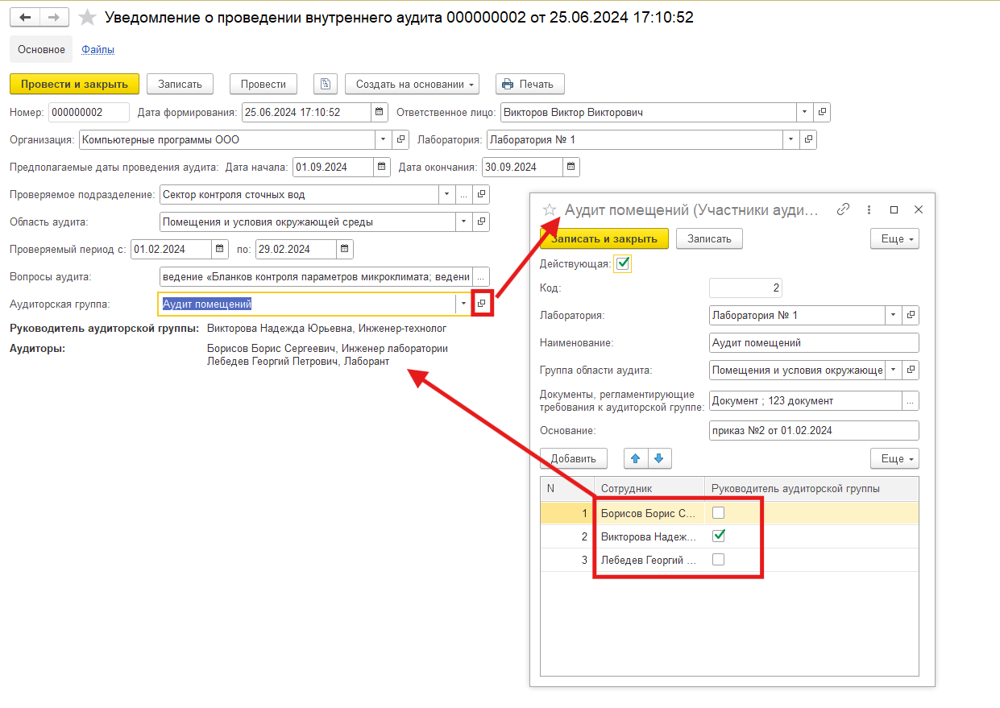 Уведомление о проведении внутреннего аудита 000000002 от 25.06.2024 17:10:52
Основное Файлы
Провести и закрыть Записать Провести Создать на основании Печать
Номер: 000000002 Дата формирования: 25.06.2024 17:10:52 Ответственное лицо: Викторов Виктор Викторович
Организация: Компьютерные программы ООО Лаборатория: Лаборатория № 1
Предполагаемые даты проведения аудита: Дата начала: 01.09.2024 Дата окончания: 30.09.2024
Проверяемое подразделение: Сектор контроля сточных вод ...
Область аудита: Помещения и условия окружающей среды
Проверяемый период с: 01.02.2024 по: 29.02.2024
Вопросы аудита: ведение «Бланков контроля параметров микроклимата; ведени ...
Аудиторская группа: Аудит помещений
Руководитель аудиторской группы: Викторова Надежда Юрьевна, Инженер-технолог
Аудиторы: Борисов Борис Сергеевич, Инженер лаборатории
Лебедев Георгий Петрович, Лаборант
Аудит помещений (Участники ауди...
Записать и закрыть Записать Еще
Действующая:
Код: 2
Лаборатория: Лаборатория № 1
Наименование: Аудит помещений
Группа области аудита: Помещения и условия окружающе
Документы, регламентирующие
требования к аудиторской группе: Документ ; 123 документ ...
Основание: приказ №2 от 01.02.2024
Добавить Еще
N Сотрудник Руководитель аудиторской группы
1 Борисов Борис С...
2 Викторова Надеж...
3 Лебедев Георгий ...